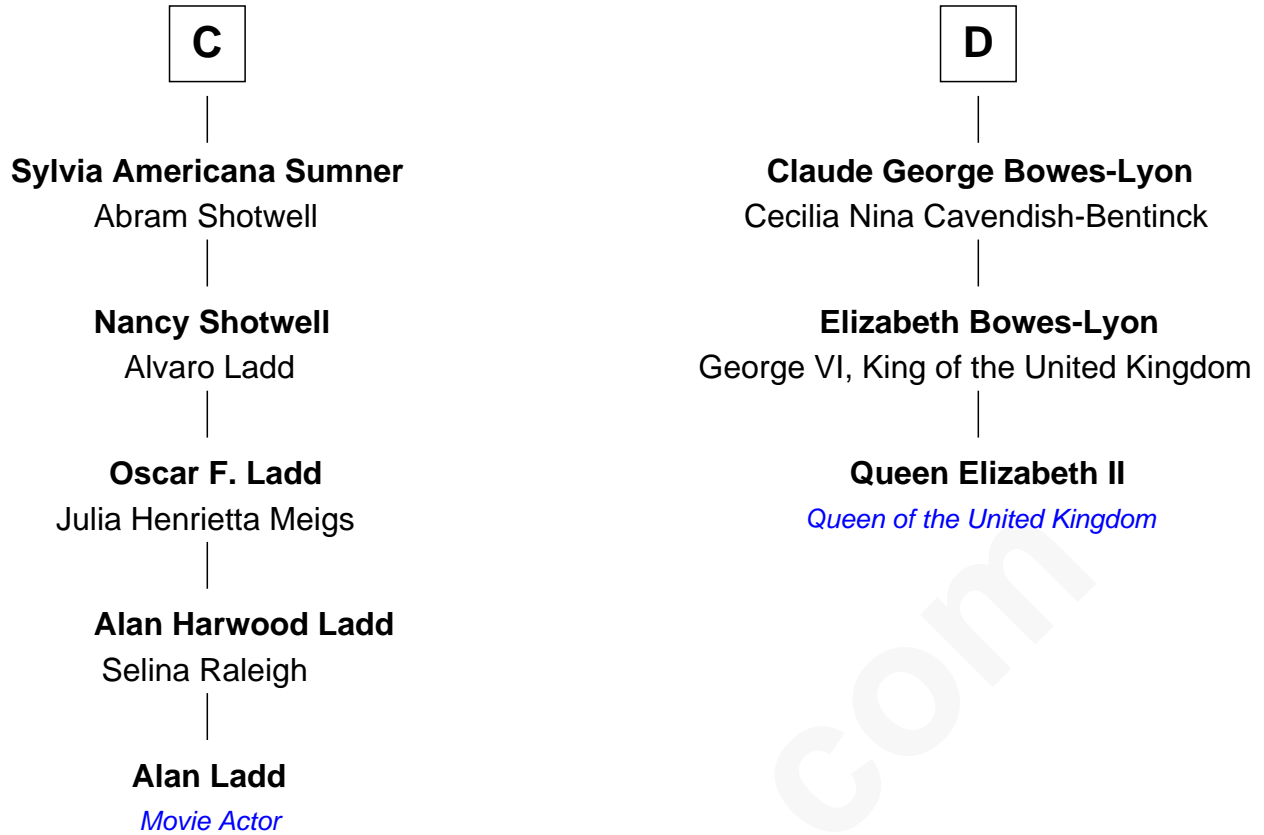 C
Sylvia Americana Sumner
Abram Shotwell
Nancy Shotwell
Alvaro Ladd
Oscar F. Ladd
Julia Henrietta Meigs
Alan Harwood Ladd
Selina Raleigh
Alan Ladd
Movie Actor
D
Claude George Bowes-Lyon
Cecilia Nina Cavendish-Bentinck
Elizabeth Bowes-Lyon
George VI, King of the United Kingdom
Queen Elizabeth II
Queen of the United Kingdom
com